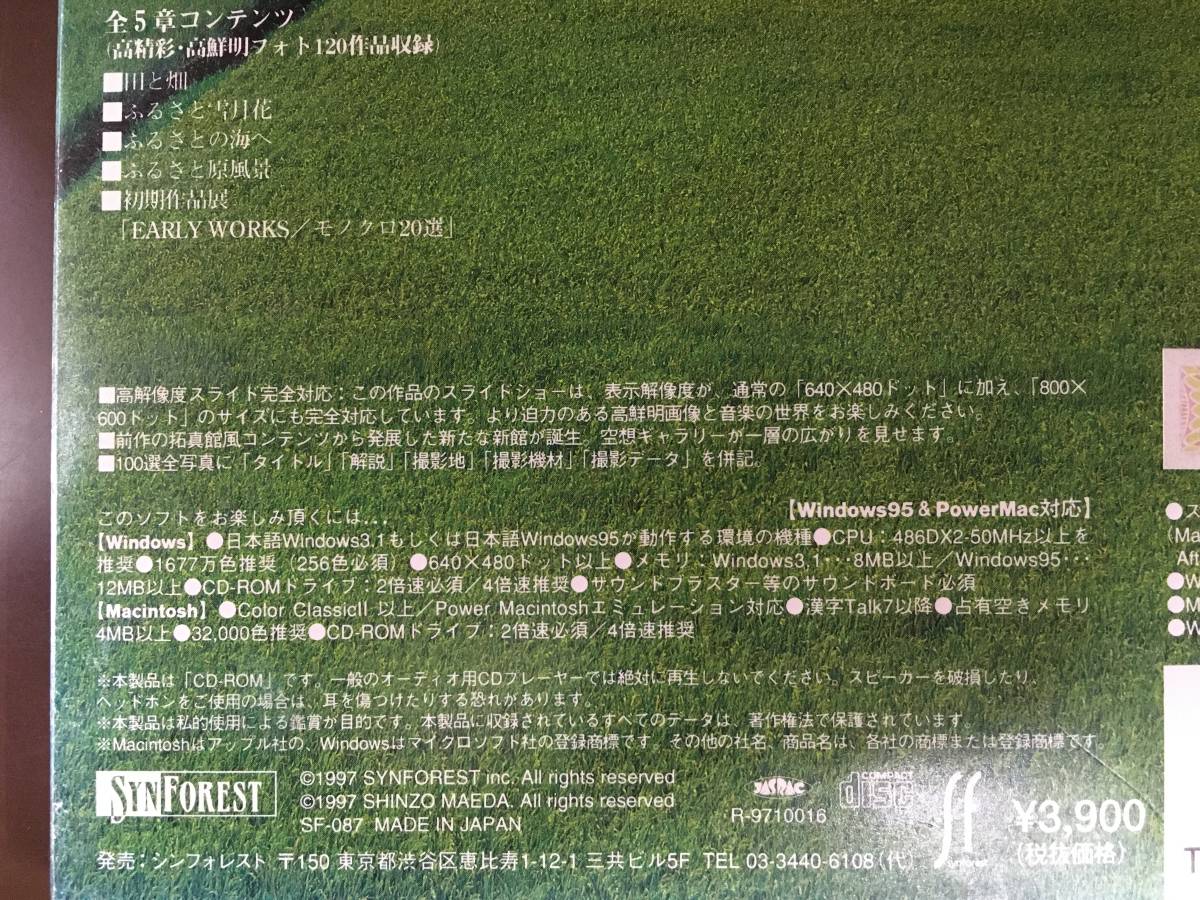 全5章コンテンツ
(高精彩・高鮮明フォト120作品収録)
■田と畑
■ふるさと雪月花
■ふるさとの海へ
■ふるさと原風景
■初期作品展
「EARLY WORKS／モノクロ20選」
■高解像度スライド完全対応：この作品のスライドショーは、表示解像度が、通常の「640×480ドット」に加え、「800×
600ドット」のサイズにも完全対応しています。より迫力のある高鮮明画像と音楽の世界をお楽しみください。
■前作の拓真館風コンテンツから発展した新たな新館が誕生。空想ギャラリーが一層の広がりを見せます。
■100選全写真に「タイトル」「解説」「撮影地」「撮影機材」「撮影データ」を併記。
このソフトをお楽しみ頂くには... 【Windows95＆PowerMac対応】
【Windows】●日本語Windows3.1もしくは日本語Windows95が動作する環境の機種●CPU：486DX2-50MHz以上を
推奨●1677万色推奨（256色必須）●640×480ドット以上●メモリ：Windows3.1･･･8MB以上／Windows95･･･
12MB以上●CD-ROMドライブ：2倍速必須／4倍速推奨●サウンドブラスター等のサウンドボード必須
【Macintosh】●Color ClassicII 以上／Power Macintoshエミュレーション対応●漢字Talk7以降●占有空きメモリ
4MB以上●32,000色推奨●CD-ROMドライブ：2倍速必須／4倍速推奨
※本製品は「CD-ROM」です。一般のオーディオ用CDプレーヤーでは絶対に再生しないでください。スピーカーを破損したり、
ヘッドホンをご使用の場合は、耳を傷つけたりする恐れがあります。
※本製品は私的使用による鑑賞が目的です。本製品に収録されているすべてのデータは、著作権法で保護されています。
※Macintoshはアップル社の、Windowsはマイクロソフト社の登録商標です。その他の社名、商品名は、各社の商標または登録商標です。
SYNFOREST
©1997 SYNFOREST inc. All rights reserved
©1997 SHINZO MAEDA. All rights reserved
SF-087 MADE IN JAPAN
JASRAC
R-9710016
COMPACT
disc
Synforest
¥3,900
（税抜価格）
発売：シンフォレスト 〒150 東京都渋谷区恵比寿1-12-1 三共ビル5F TEL 03-3440-6108（代）
●ス
(Ma
Aft
●W
●M
●W
T